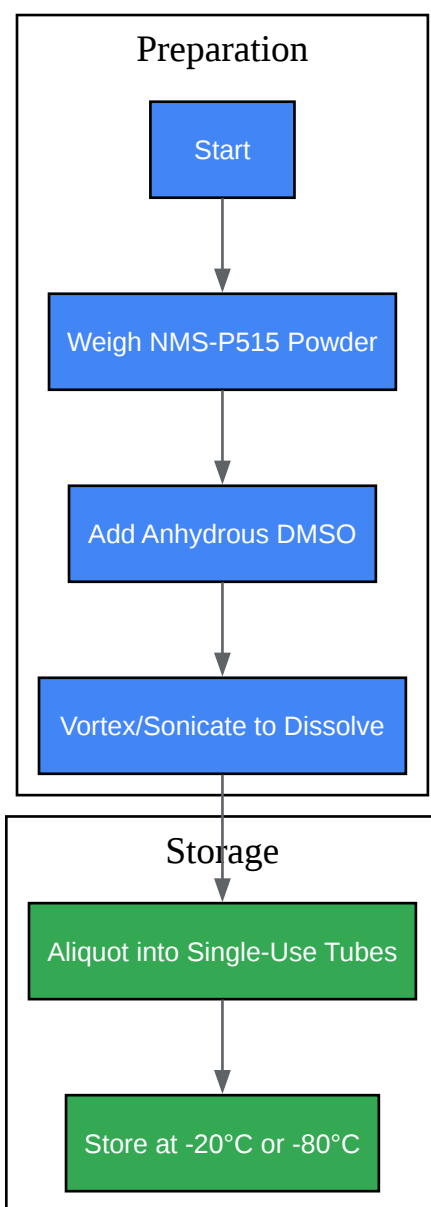 Preparation
Start
Weigh NMS-P515 Powder
Add Anhydrous DMSO
Vortex/Sonicate to Dissolve
Storage
Aliquot into Single-Use Tubes
Store at -20°C or -80°C